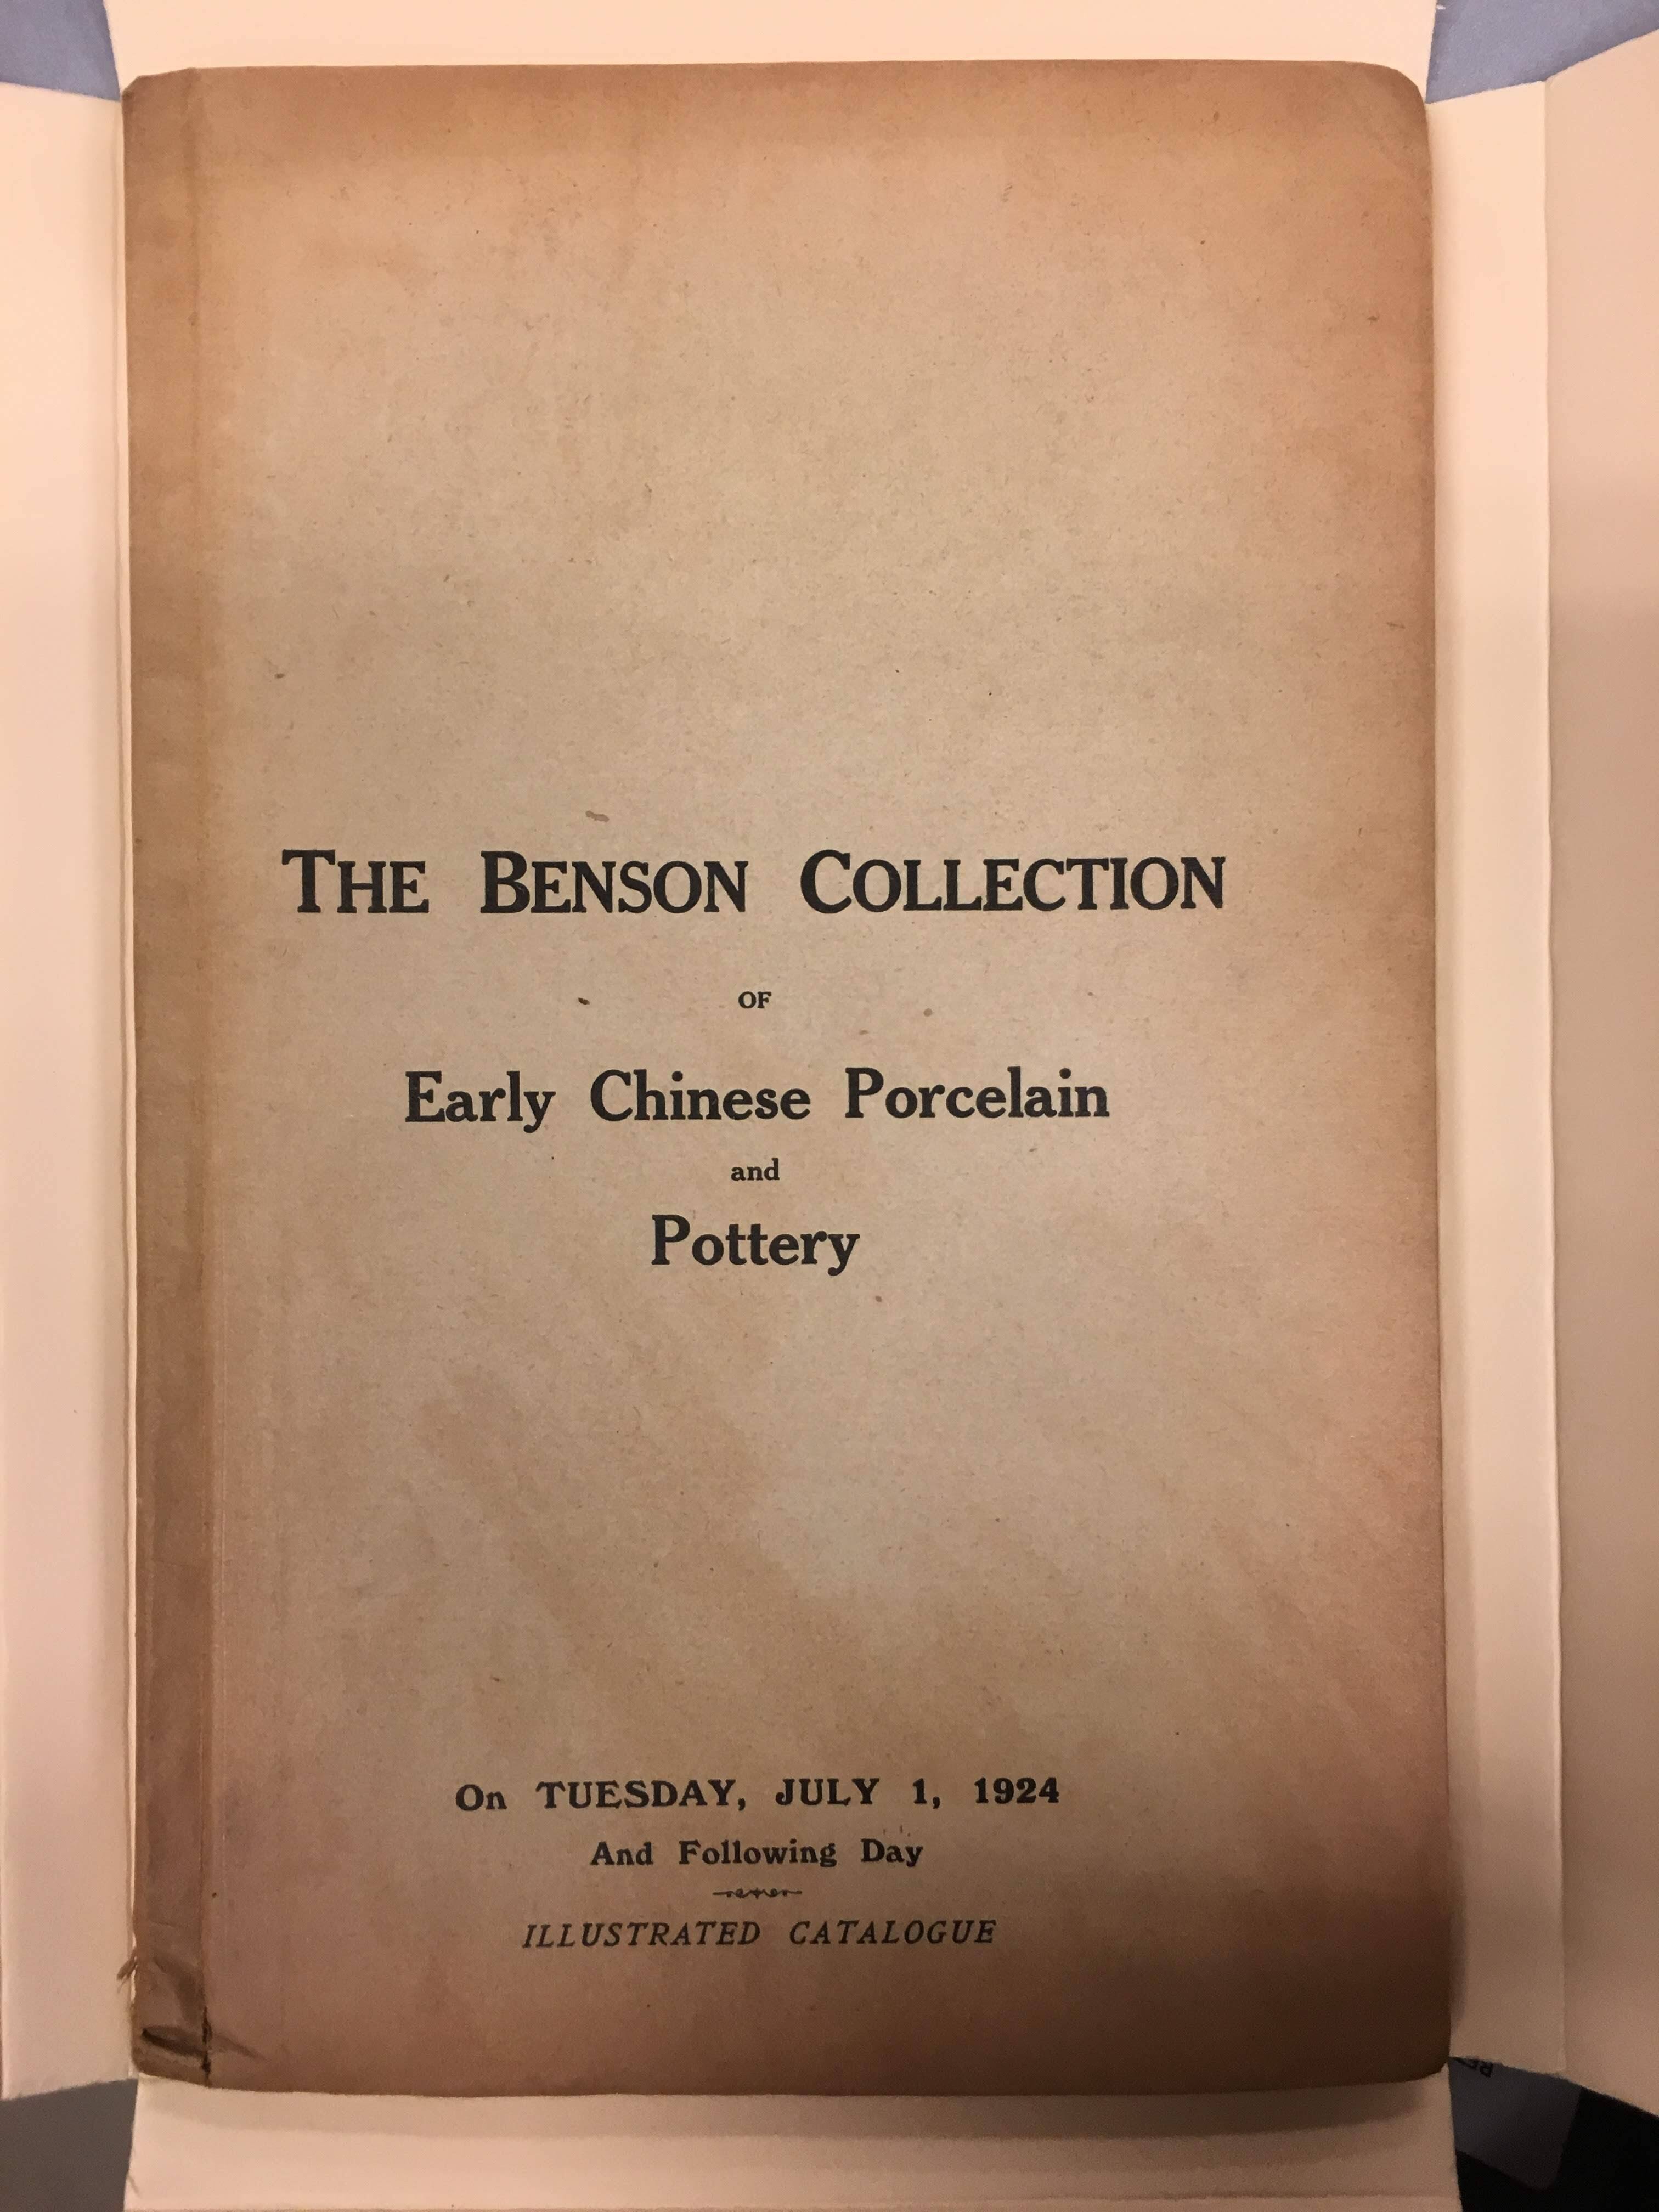 THE BENSON COLLECTION
OF
Early Chinese Porcelain
and
Pottery
On TUESDAY, JULY 1, 1924
And Following Day
ILLUSTRATED CATALOGUE